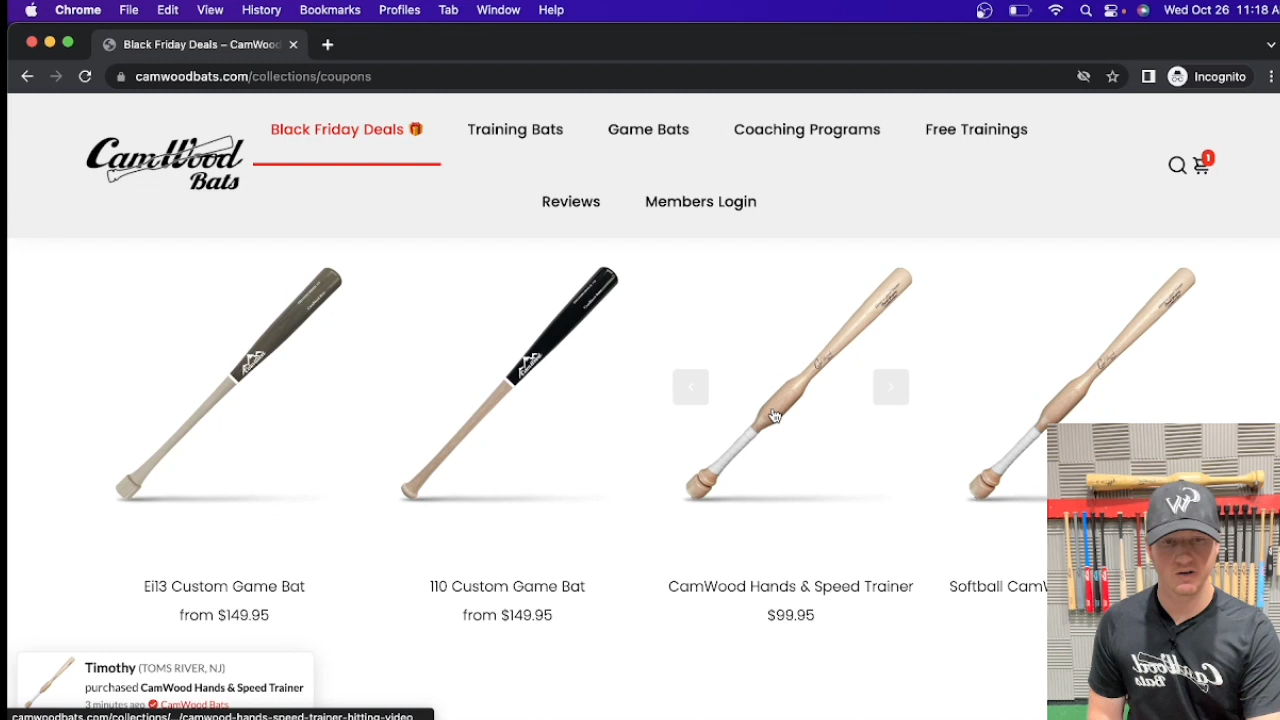 Chrome File Edit View History Bookmarks Profiles Tab Window Help Wed Oct 26 11:18 A
Black Friday Deals – CamWood
camwoodbats.com/collections/coupons
Incognito
Black Friday Deals 🎁 Training Bats Game Bats Coaching Programs Free Trainings
CamWood
Bats
1
Reviews Members Login
Ei13 Custom Game Bat
from $149.95
110 Custom Game Bat
from $149.95
CamWood Hands & Speed Trainer
$99.95
Softball CamW
Timothy (TOMS RIVER, NJ)
purchased CamWood Hands & Speed Trainer
3 minutes ago CamWood Bats
camwoodbats.com/collections/.../camwood-hands-speed-trainer-hitting-video
CW
CamWood
Bats